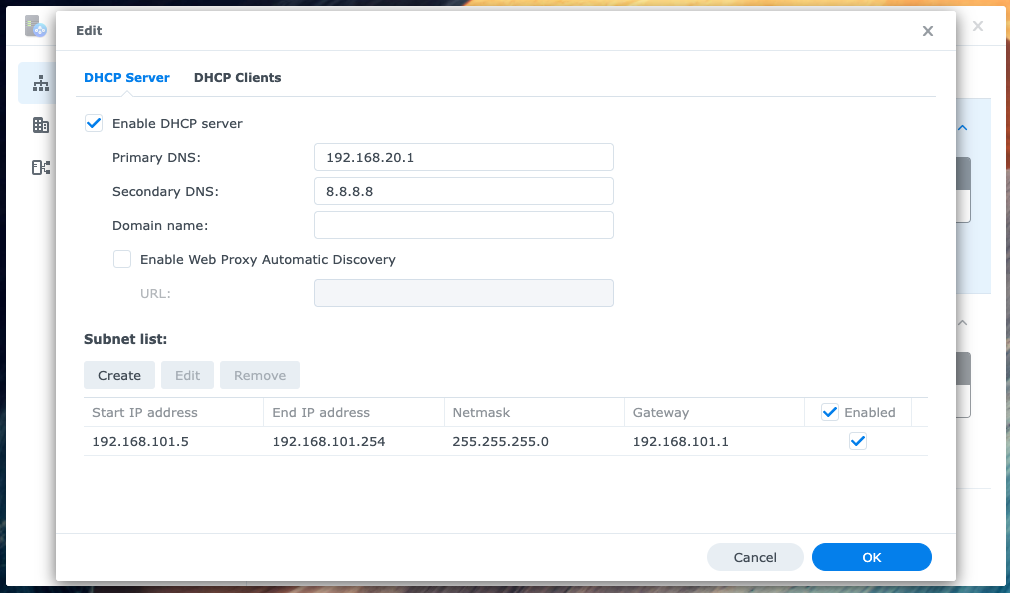 Edit
DHCP Server DHCP Clients
Enable DHCP server
Primary DNS: 192.168.20.1
Secondary DNS: 8.8.8.8
Domain name:
Enable Web Proxy Automatic Discovery
URL:
Subnet list:
Create Edit Remove
Start IP address End IP address Netmask Gateway Enabled
192.168.101.5 192.168.101.254 255.255.255.0 192.168.101.1
Cancel OK